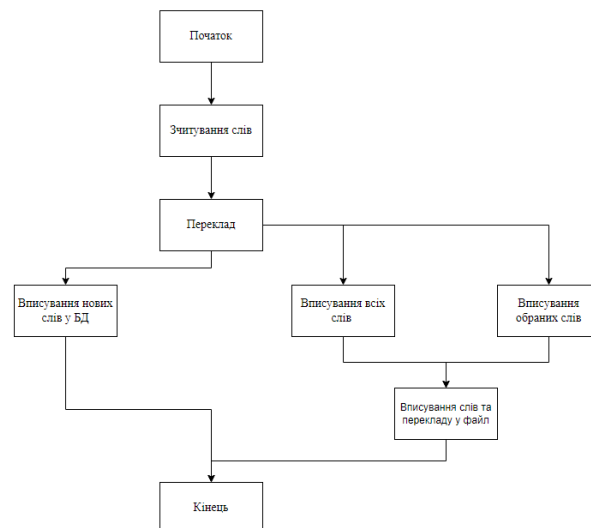 Початок
Зчитування слів
Переклад
Вписування нових
слів у БД
Вписування всіх
слів
Вписування
обраних слів
Вписування слів та
перекладу у файл
Кінець